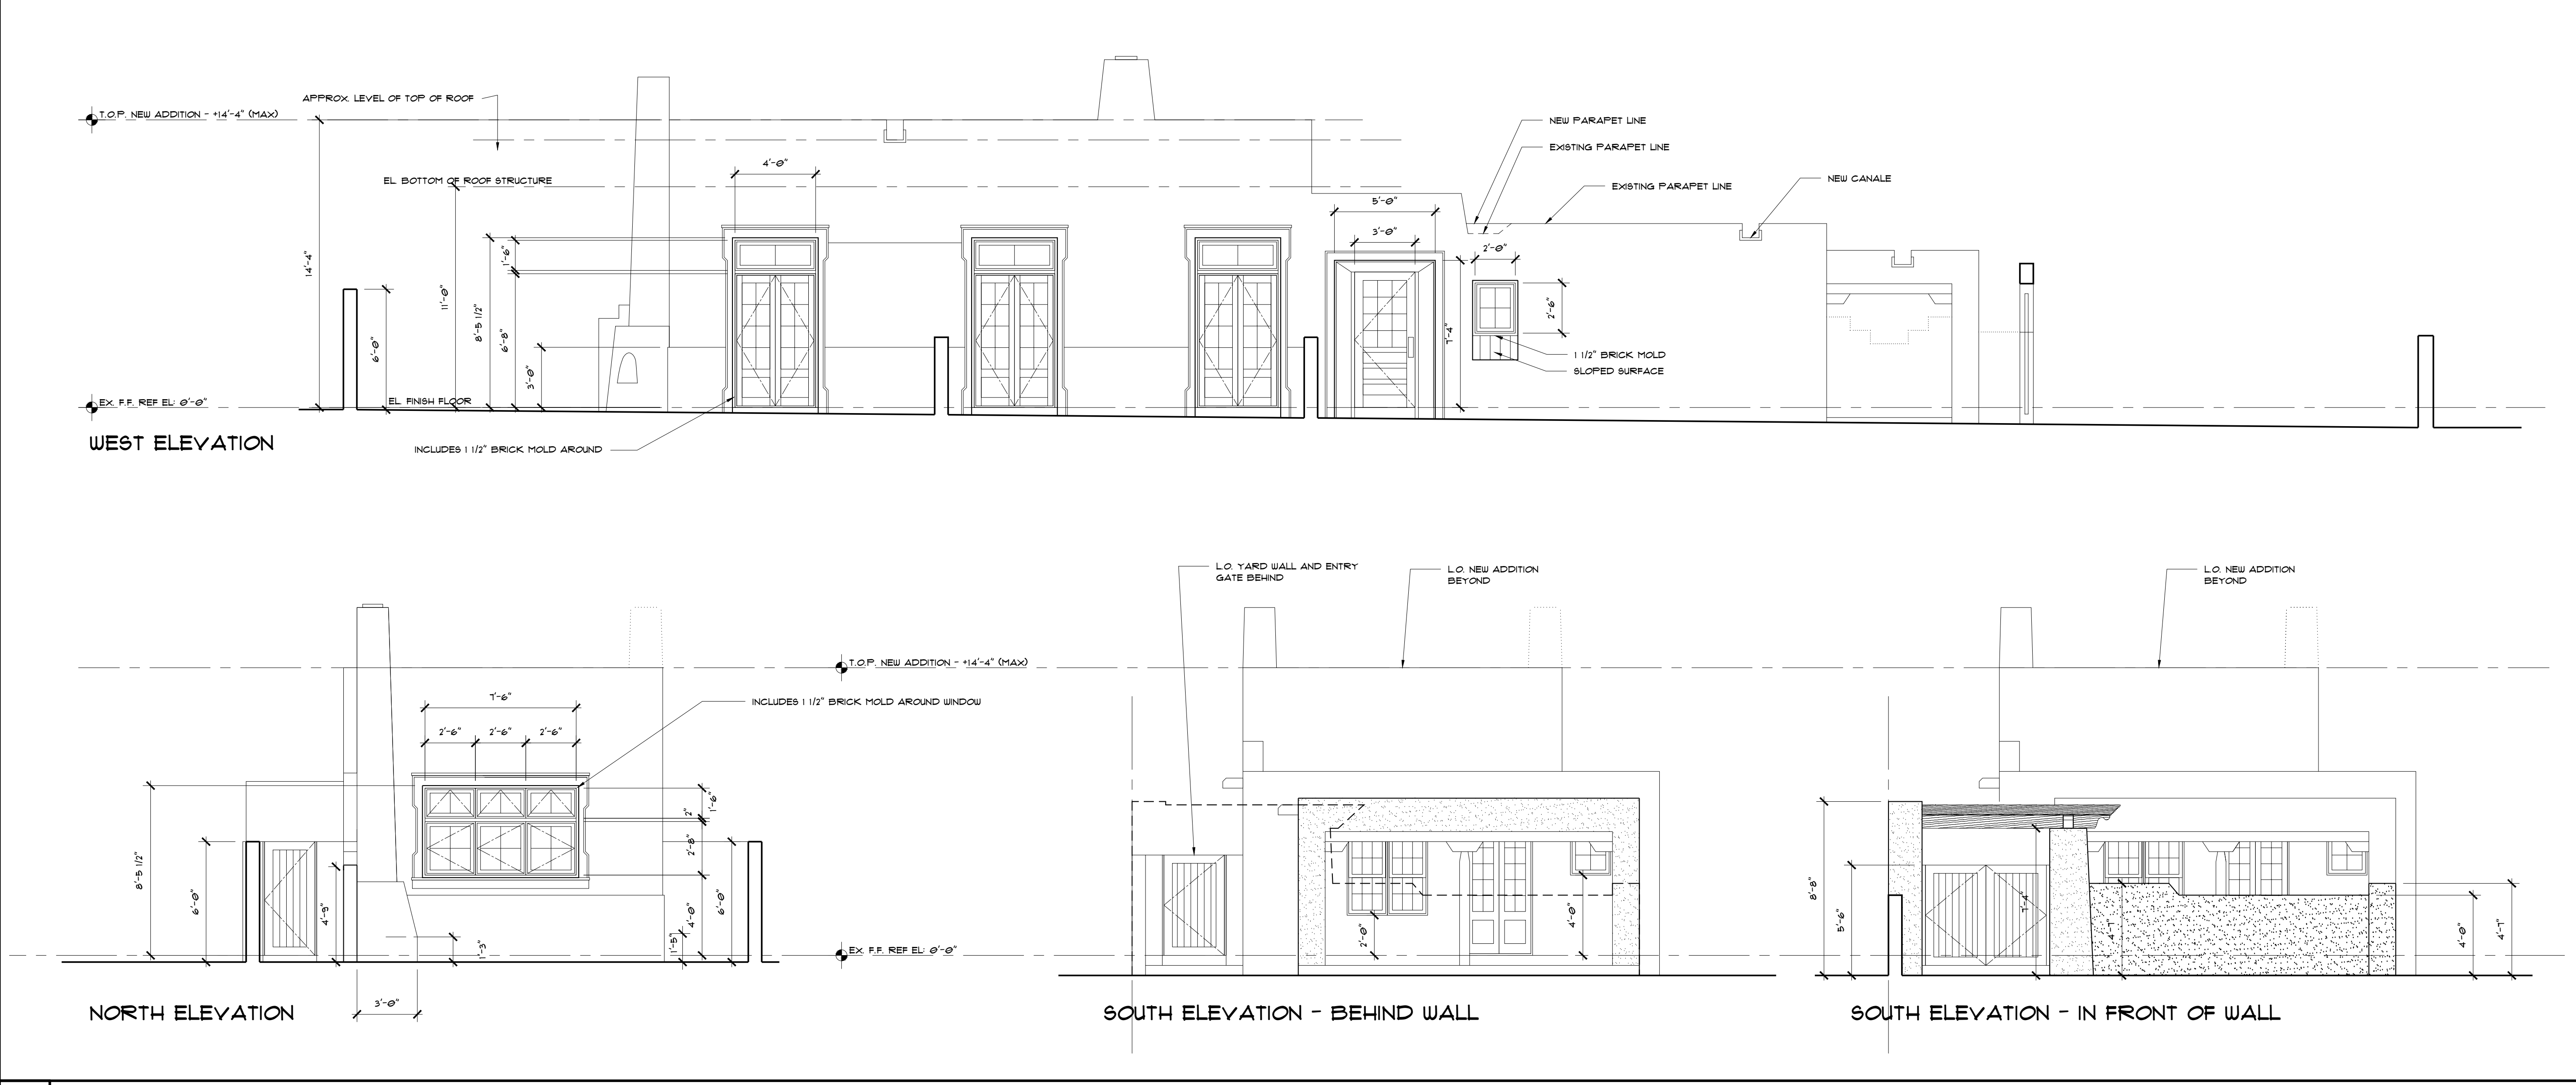 APPROX. LEVEL OF TOP OF ROOF
T.O.P. NEW ADDITION - +14'-4" (MAX)
NEW PARAPET LINE
EXISTING PARAPET LINE
4'-0"
EL. BOTTOM OF ROOF STRUCTURE
EXISTING PARAPET LINE
NEW CANALE
5'-0"
3'-0"
2'-0"
14'-4"
11'-0"
8'-5 1/2"
1'-6"
6'-8"
6'-0"
3'-0"
7'-4"
2'-6"
1 1/2" BRICK MOLD
SLOPED SURFACE
EX. F.F. REF EL: 0'-0"
EL. FINISH FLOOR
WEST ELEVATION
INCLUDES 1 1/2" BRICK MOLD AROUND
L.O. YARD WALL AND ENTRY
GATE BEHIND
L.O. NEW ADDITION
BEYOND
L.O. NEW ADDITION
BEYOND
T.O.P. NEW ADDITION - +14'-4" (MAX)
7'-6"
INCLUDES 1 1/2" BRICK MOLD AROUND WINDOW
2'-6"
2'-6"
2'-6"
8'-5 1/2"
6'-0"
4'-9"
1'-3"
1'-5"
4'-0"
2'-8"
2"
1'-6"
6'-0"
3'-0"
EX. F.F. REF EL: 0'-0"
2'-0"
4'-0"
8'-8"
5'-6"
7'-4"
4'-7"
4'-0"
4'-7"
NORTH ELEVATION
SOUTH ELEVATION - BEHIND WALL
SOUTH ELEVATION - IN FRONT OF WALL